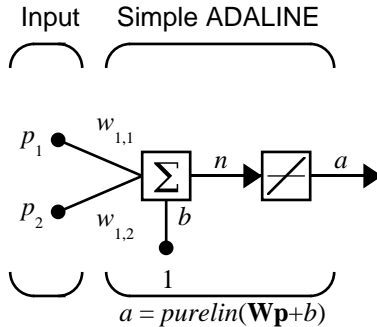 Input Simple ADALINE
p1 w1,1 n a
Σ
p2 w1,2 b
1
a = purelin(Wp+b)